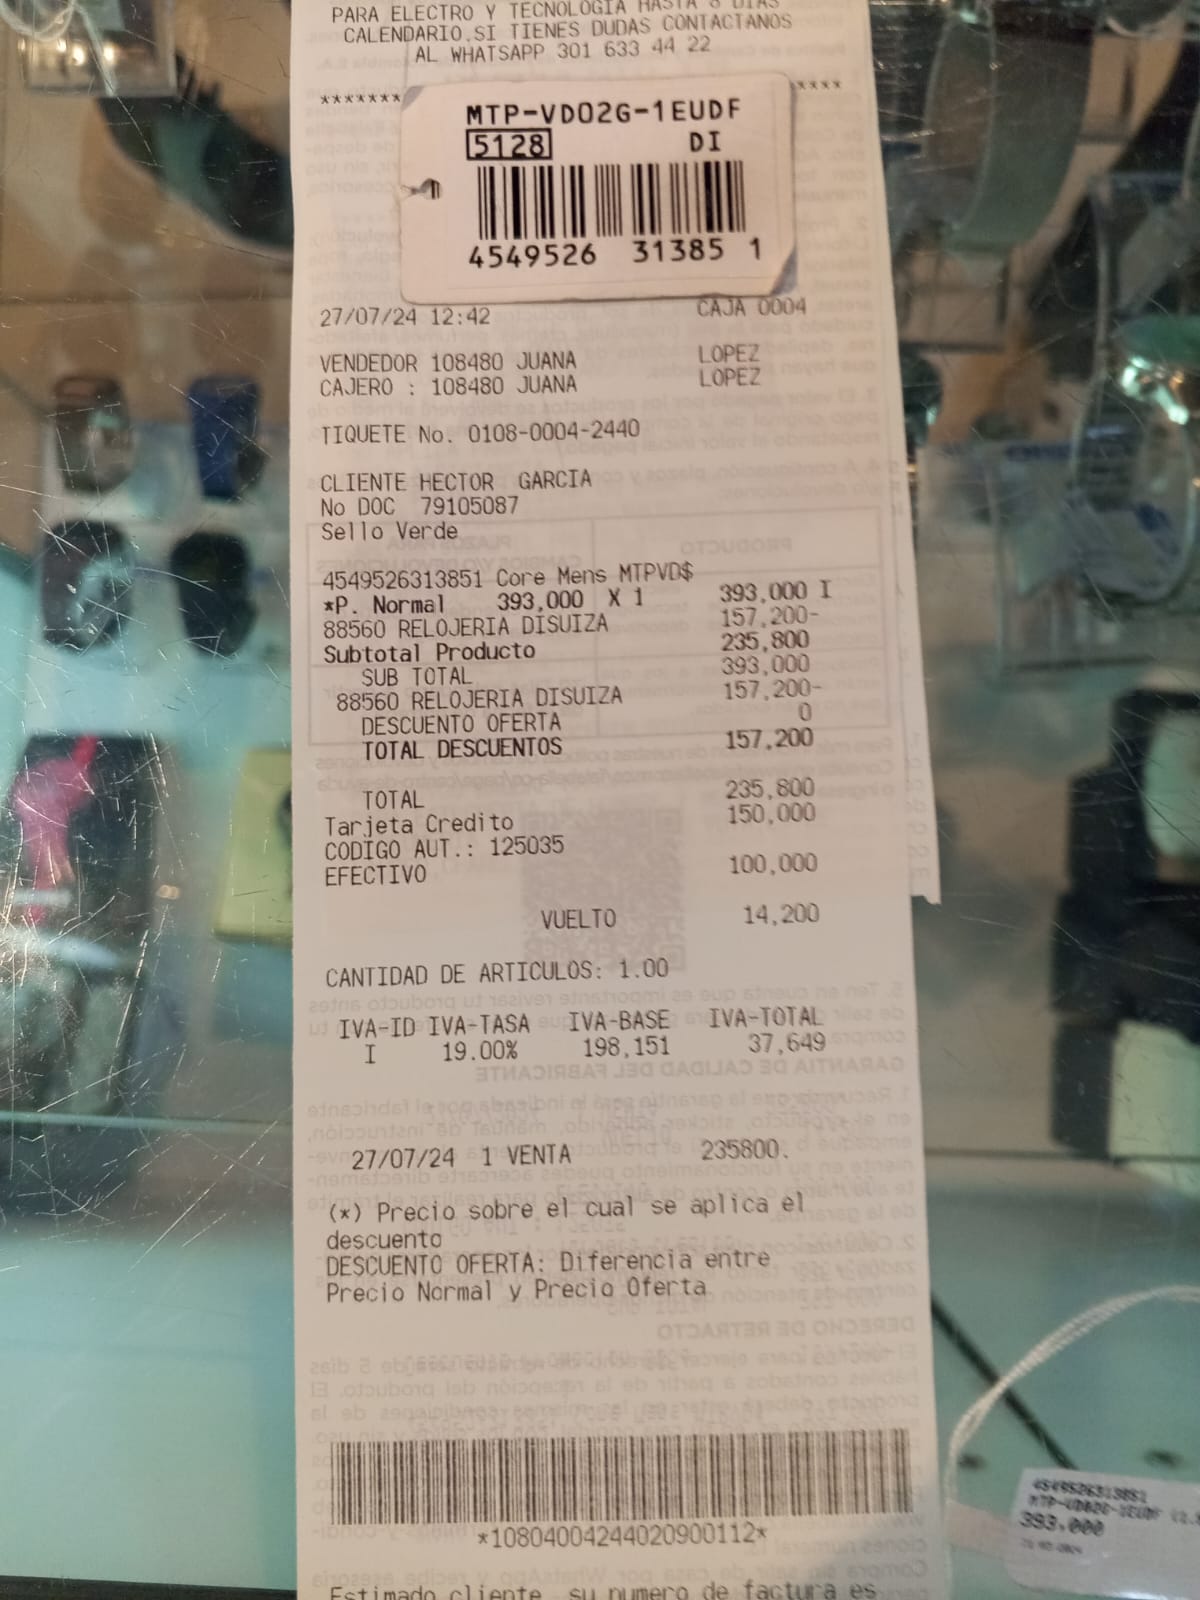 PARA ELECTRO Y TECNOLOGIA HASTA 8 DIAS
CALENDARIO,SI TIENES DUDAS CONTACTANOS
AL WHATSAPP 301 633 44 22
******* ****
MTP-VD02G-1EUDF
5128 DI
4549526 31385 1
27/07/24 12:42 CAJA 0004
VENDEDOR 108480 JUANA LOPEZ
CAJERO : 108480 JUANA LOPEZ
TIQUETE No. 0108-0004-2440
CLIENTE HECTOR GARCIA
No DOC 79105087
Sello Verde
4549526313851 Core Mens MTPVD$
*P. Normal 393,000 X 1 393,000 I
88560 RELOJERIA DISUIZA 157,200-
Subtotal Producto 235,800
SUB TOTAL 393,000
88560 RELOJERIA DISUIZA 157,200-
DESCUENTO OFERTA 0
TOTAL DESCUENTOS 157,200
TOTAL 235,800
Tarjeta Credito 150,000
CODIGO AUT.: 125035
EFECTIVO 100,000
VUELTO 14,200
CANTIDAD DE ARTICULOS: 1.00
IVA-ID IVA-TASA IVA-BASE IVA-TOTAL
I 19.00% 198,151 37,649
27/07/24 1 VENTA 235800.
(*) Precio sobre el cual se aplica el
descuento
DESCUENTO OFERTA: Diferencia entre
Precio Normal y Precio Oferta
*10804004244020900112*
Estimado cliente, su numero de factura es
4549526313851
MTP-VD02G-1EUDF
393.000